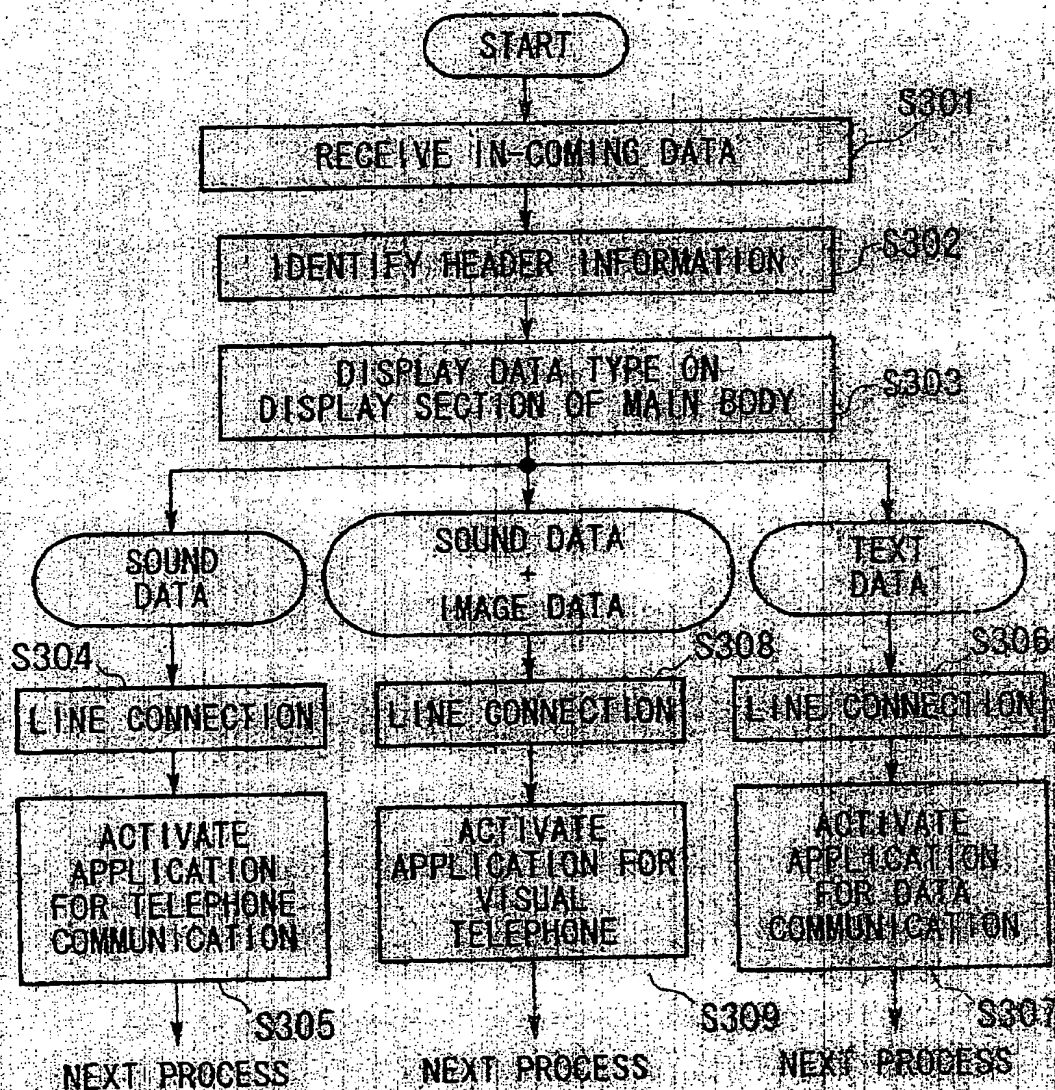 START
S301
RECEIVE IN-COMING DATA
IDENTIFY HEADER INFORMATION
S302
DISPLAY DATA TYPE ON
DISPLAY SECTION OF MAIN BODY
S303
SOUND
DATA
SOUND DATA
+
IMAGE DATA
TEXT
DATA
S304
LINE CONNECTION
S308
LINE CONNECTION
S306
LINE CONNECTION
ACTIVATE
APPLICATION
FOR TELEPHONE
COMMUNICATION
S305
NEXT PROCESS
ACTIVATE
APPLICATION FOR
VISUAL
TELEPHONE
S309
NEXT PROCESS
ACTIVATE
APPLICATION
FOR DATA
COMMUNICATION
S307
NEXT PROCESS